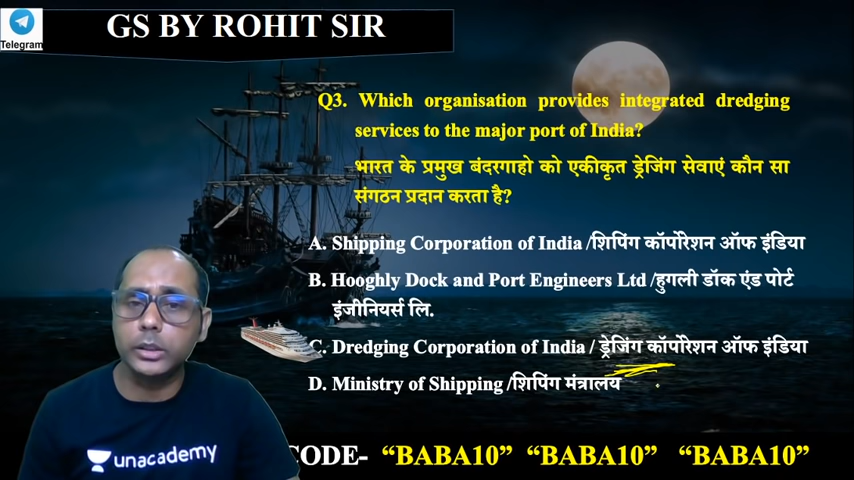 GS BY ROHIT SIR
Telegram
Q3. Which organisation provides integrated dredging
services to the major port of India?
भारत के प्रमुख बंदरगाहो को एकीकृत ड्रेजिंग सेवाएं कौन सा
संगठन प्रदान करता है?
A. Shipping Corporation of India /शिपिंग कॉर्पोरेशन ऑफ इंडिया
B. Hooghly Dock and Port Engineers Ltd /हुगली डॉक एंड पोर्ट
इंजीनियर्स लि.
C. Dredging Corporation of India / ड्रेजिंग कॉर्पोरेशन ऑफ इंडिया
D. Ministry of Shipping /शिपिंग मंत्रालय
unacademy
CODE- “BABA10” “BABA10” “BABA10”